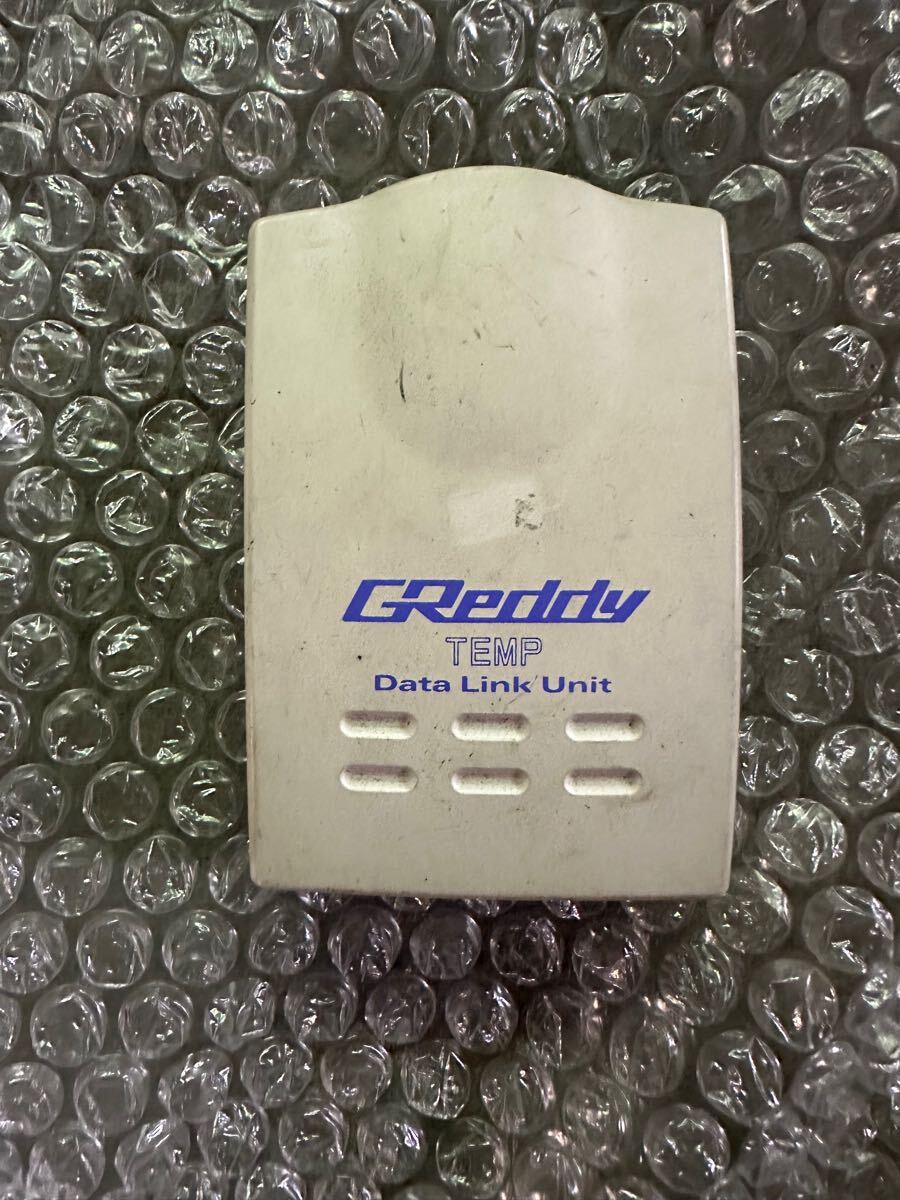 GReddy
TEMP
Data Link Unit